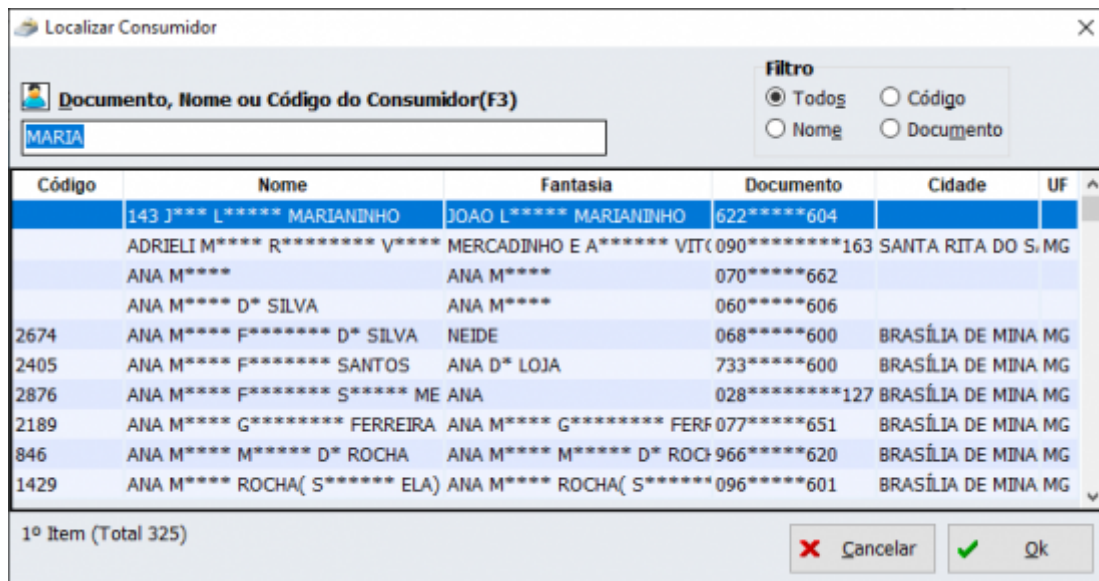 Localizar Consumidor
Filtro
Documento, Nome ou Código do Consumidor(F3)
Todos Código
MARIA
Nome Documento
Código Nome Fantasia Documento Cidade UF
143 J*** L***** MARIANINHO JOAO L***** MARIANINHO 622*****604
ADRIELI M**** R******** V**** MERCADINHO E A****** VIT( 090********163 SANTA RITA DO S. MG
ANA M**** ANA M**** 070*****662
ANA M**** D* SILVA ANA M**** 060*****606
2674 ANA M**** F******* D* SILVA NEIDE 068*****600 BRASÍLIA DE MINA MG
2405 ANA M**** F******* SANTOS ANA D* LOJA 733*****600 BRASÍLIA DE MINA MG
2876 ANA M**** F******* S***** ME ANA 028********127 BRASÍLIA DE MINA MG
2189 ANA M**** G******** FERREIRA ANA M**** G******** FERF 077*****651 BRASÍLIA DE MINA MG
846 ANA M**** M***** D* ROCHA ANA M**** M***** D* ROCH 966*****620 BRASÍLIA DE MINA MG
1429 ANA M**** ROCHA( S****** ELA) ANA M**** ROCHA( S****** 096*****601 BRASÍLIA DE MINA MG
1º Item (Total 325)
Cancelar Ok